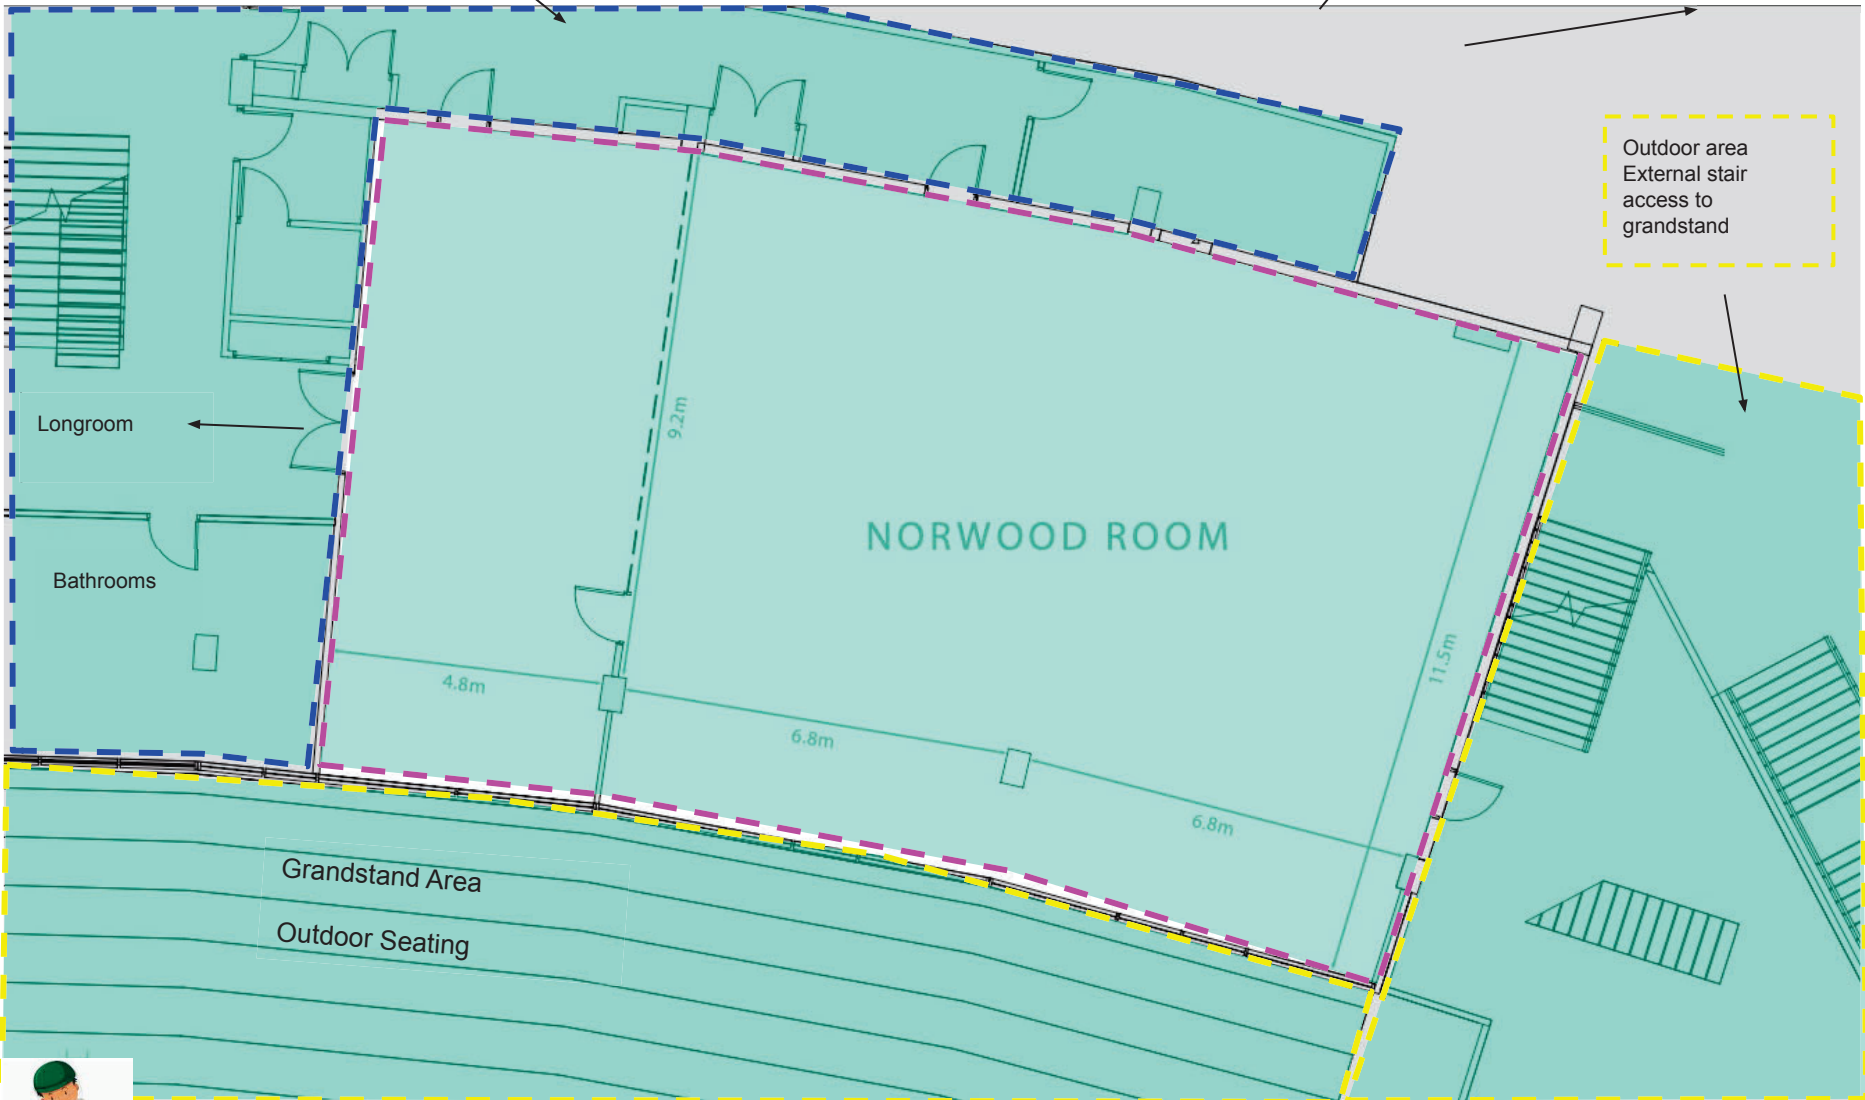 Outdoor area
External stair
access to
grandstand
9.2m
Longroom
NORWOOD ROOM
Bathrooms
11.5m
4.8m
6.8m
6.8m
Grandstand Area
Outdoor Seating